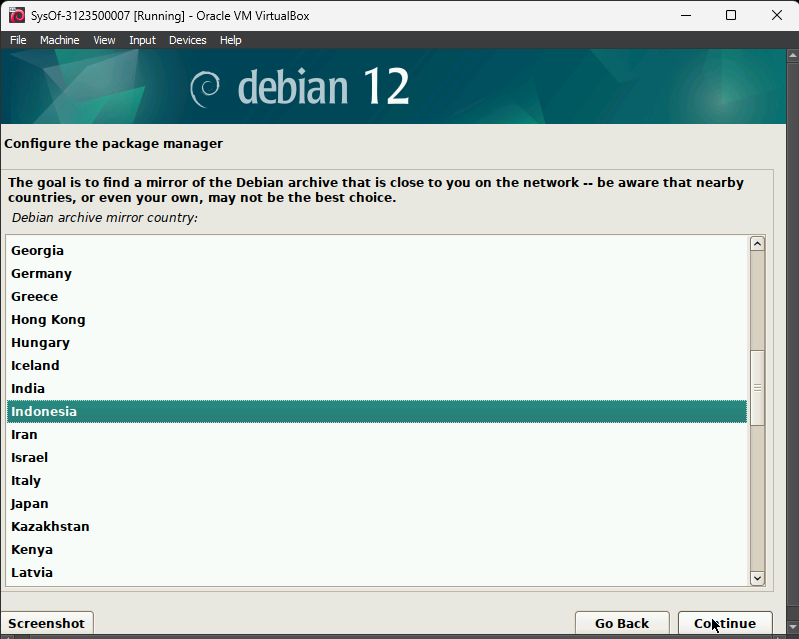 SysOf-3123500007 [Running] - Oracle VM VirtualBox
File Machine View Input Devices Help
debian 12
Configure the package manager
The goal is to find a mirror of the Debian archive that is close to you on the network -- be aware that nearby
countries, or even your own, may not be the best choice.
Debian archive mirror country:
Georgia
Germany
Greece
Hong Kong
Hungary
Iceland
India
Indonesia
Iran
Israel
Italy
Japan
Kazakhstan
Kenya
Latvia
Screenshot Go Back Continue